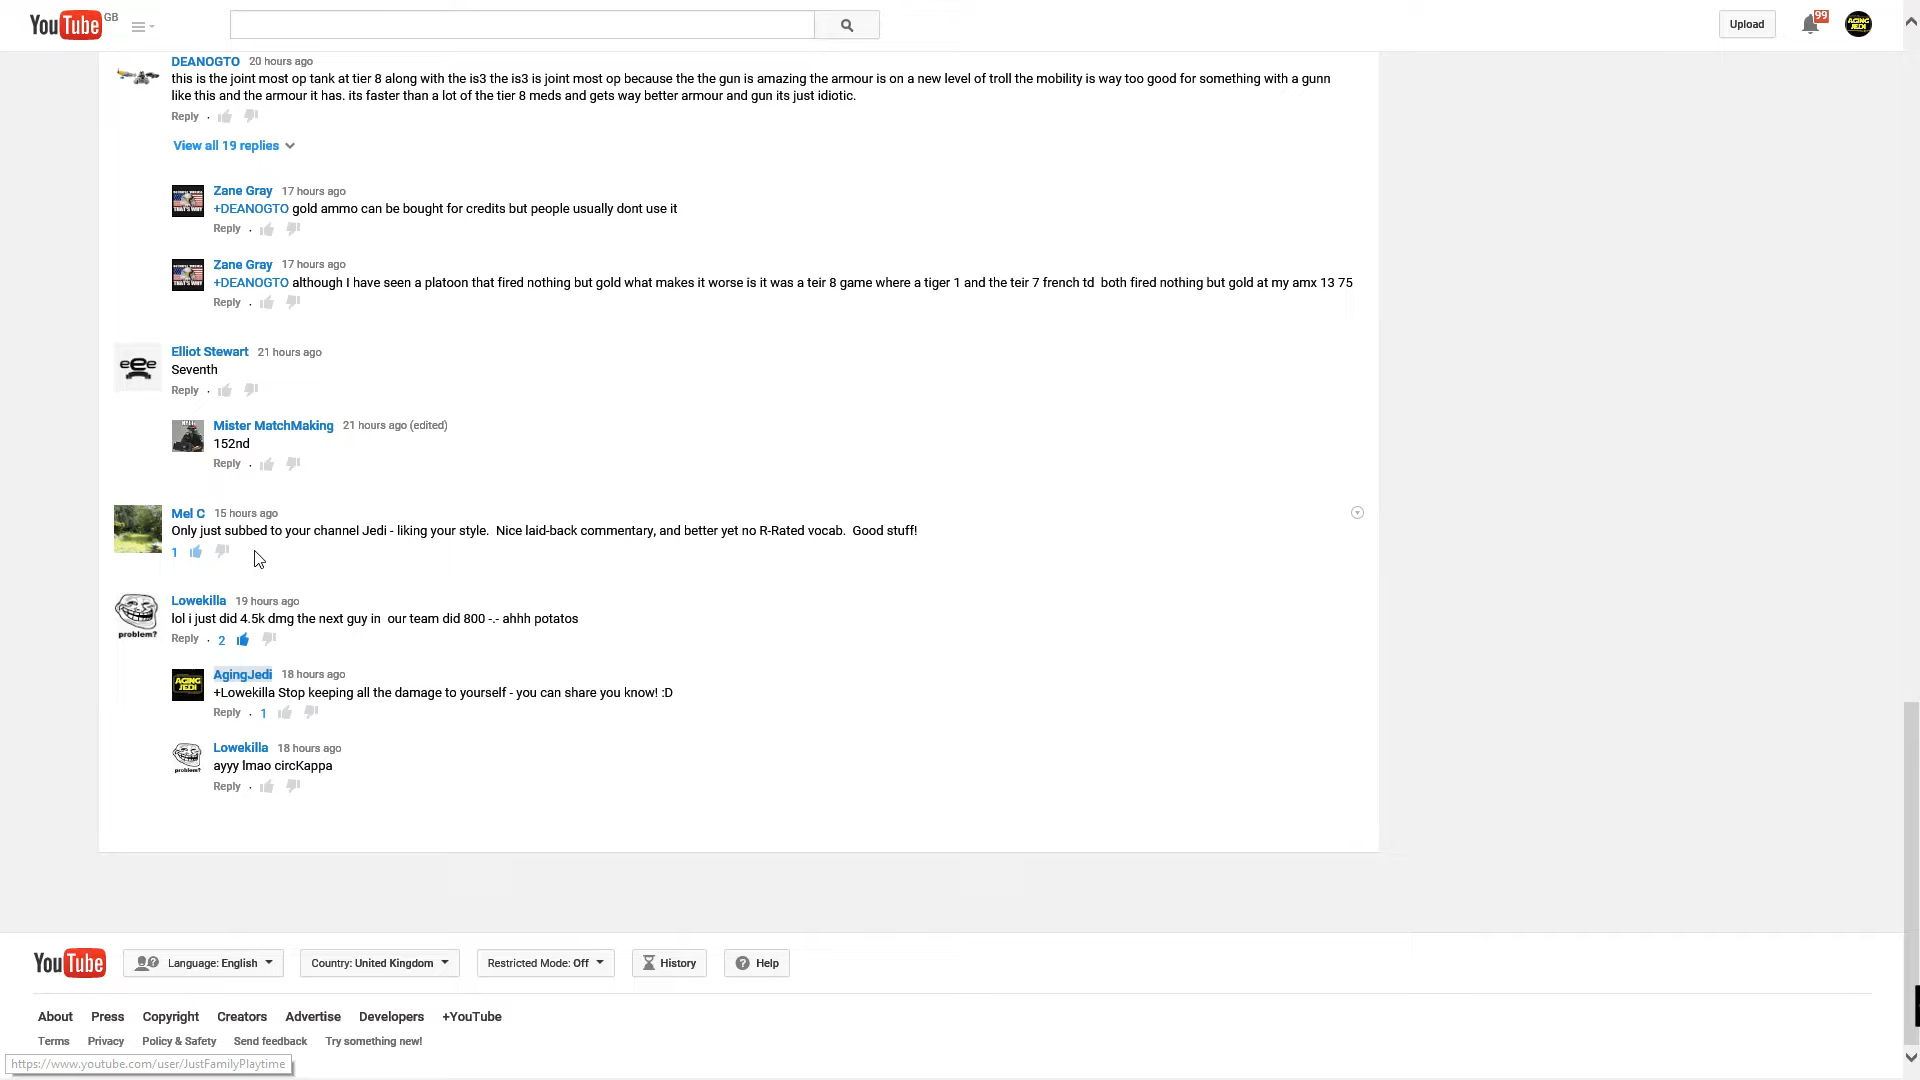 YouTube GB
Upload
99
AGING JEDI
DEANOGTO 20 hours ago
this is the joint most op tank at tier 8 along with the is3 the is3 is joint most op because the the gun is amazing the armour is on a new level of troll the mobility is way too good for something with a gunn
like this and the armour it has. its faster than a lot of the tier 8 meds and gets way better armour and gun its just idiotic.
Reply .
View all 19 replies
Zane Gray 17 hours ago
+DEANOGTO gold ammo can be bought for credits but people usually dont use it
Reply .
Zane Gray 17 hours ago
+DEANOGTO although I have seen a platoon that fired nothing but gold what makes it worse is it was a teir 8 game where a tiger 1 and the teir 7 french td  both fired nothing but gold at my amx 13 75
Reply .
eee
Elliot Stewart 21 hours ago
Seventh
Reply .
Mister MatchMaking 21 hours ago (edited)
152nd
Reply .
Mel C 15 hours ago
Only just subbed to your channel Jedi - liking your style.  Nice laid-back commentary, and better yet no R-Rated vocab.  Good stuff!
1
problem?
Lowekilla 19 hours ago
lol i just did 4.5k dmg the next guy in  our team did 800 -.- ahhh potatos
Reply . 2
AGING JEDI
AgingJedi 18 hours ago
+Lowekilla Stop keeping all the damage to yourself - you can share you know! :D
Reply . 1
problem?
Lowekilla 18 hours ago
ayyy lmao circKappa
Reply .
YouTube Language: English Country: United Kingdom Restricted Mode: Off History Help
About Press Copyright Creators Advertise Developers +YouTube
Terms Privacy Policy & Safety Send feedback Try something new!
https://www.youtube.com/user/JustFamilyPlaytime